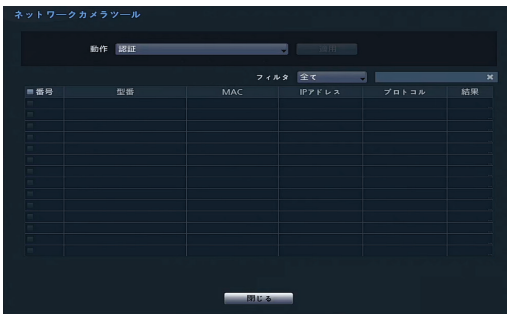 ネットワークカメラツール
動作 認証 適用
フィルタ 全て
番号 型番 MAC IPアドレス プロトコル 結果
閉じる